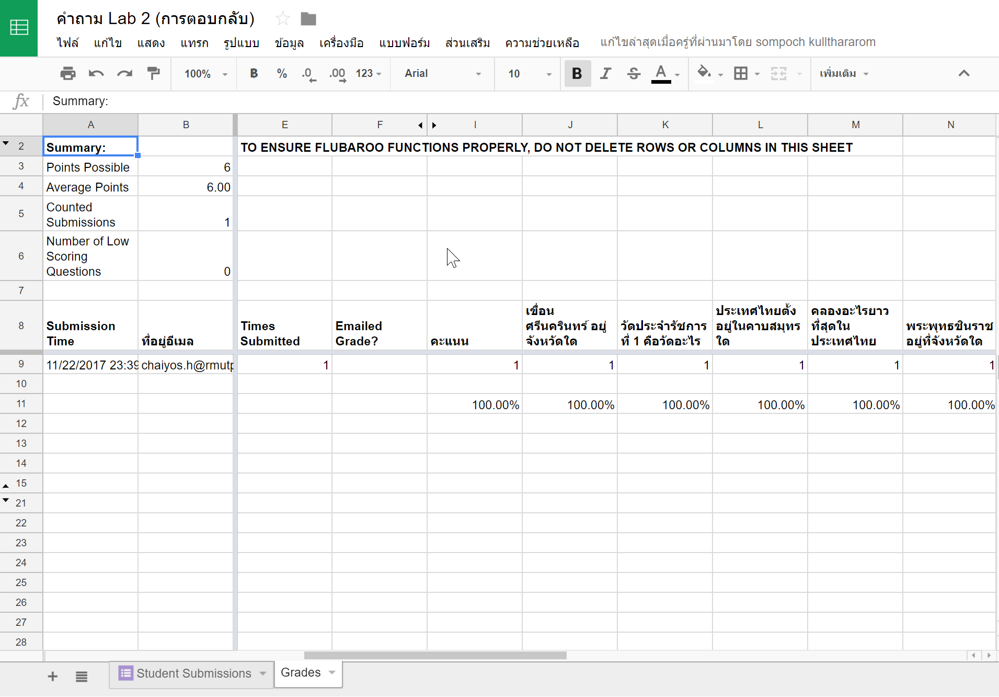 คำถาม Lab 2 (การตอบกลับ)
ไฟล์ แก้ไข แสดง แทรก รูปแบบ ข้อมูล เครื่องมือ แบบฟอร์ม ส่วนเสริม ความช่วยเหลือ แก้ไขล่าสุดเมื่อครู่ที่ผ่านมาโดย sompoch kullthararom
100% ฿ % .0 .00 123 Arial 10 B I S A เพิ่มเติม
fx Summary:
A B E F I J K L M N
2 Summary: TO ENSURE FLUBAROO FUNCTIONS PROPERLY, DO NOT DELETE ROWS OR COLUMNS IN THIS SHEET
3 Points Possible 6
4 Average Points 6.00
5 Counted
Submissions 1
6 Number of Low
Scoring
Questions 0
7
8 Submission
Time
ที่อยู่อีเมล
Times
Submitted
Emailed
Grade?
คะแนน
เขื่อน
ศรีนครินทร์ อยู่
จังหวัดใด
วัดประจำรัชการ
ที่ 1 คือวัดอะไร
ประเทศไทยตั้ง
อยู่ในคาบสมุทร
ใด
คลองอะไรยาว
ที่สุดใน
ประเทศไทย
พระพุทธชินราช
อยู่ที่จังหวัดใด
9 11/22/2017 23:39 chaiyos.h@rmutp 1 1 1 1 1 1 1
10
11 100.00% 100.00% 100.00% 100.00% 100.00% 100.00%
12
13
14
15
21
22
23
24
25
26
27
28
Student Submissions Grades